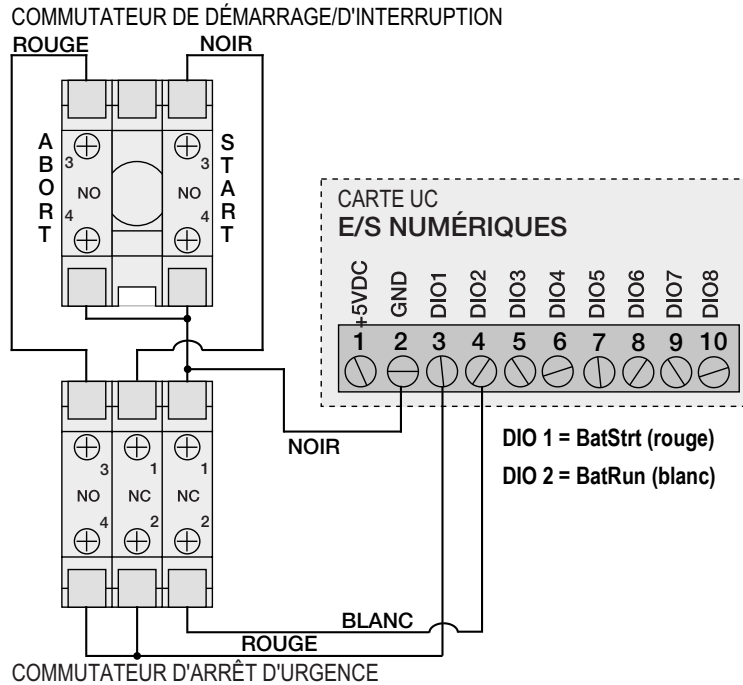 COMMUTATEUR DE DÉMARRAGE/D'INTERRUPTION
ROUGE NOIR
ABORT
START
3 3
NO NO
4 4
CARTE UC
E/S NUMÉRIQUES
+5VDC GND DIO1 DIO2 DIO3 DIO4 DIO5 DIO6 DIO7 DIO8
1 2 3 4 5 6 7 8 9 10
NOIR
DIO 1 = BatStrt (rouge)
DIO 2 = BatRun (blanc)
3 1 1
NO NC NC
4 2 2
BLANC
ROUGE
COMMUTATEUR D'ARRÊT D'URGENCE